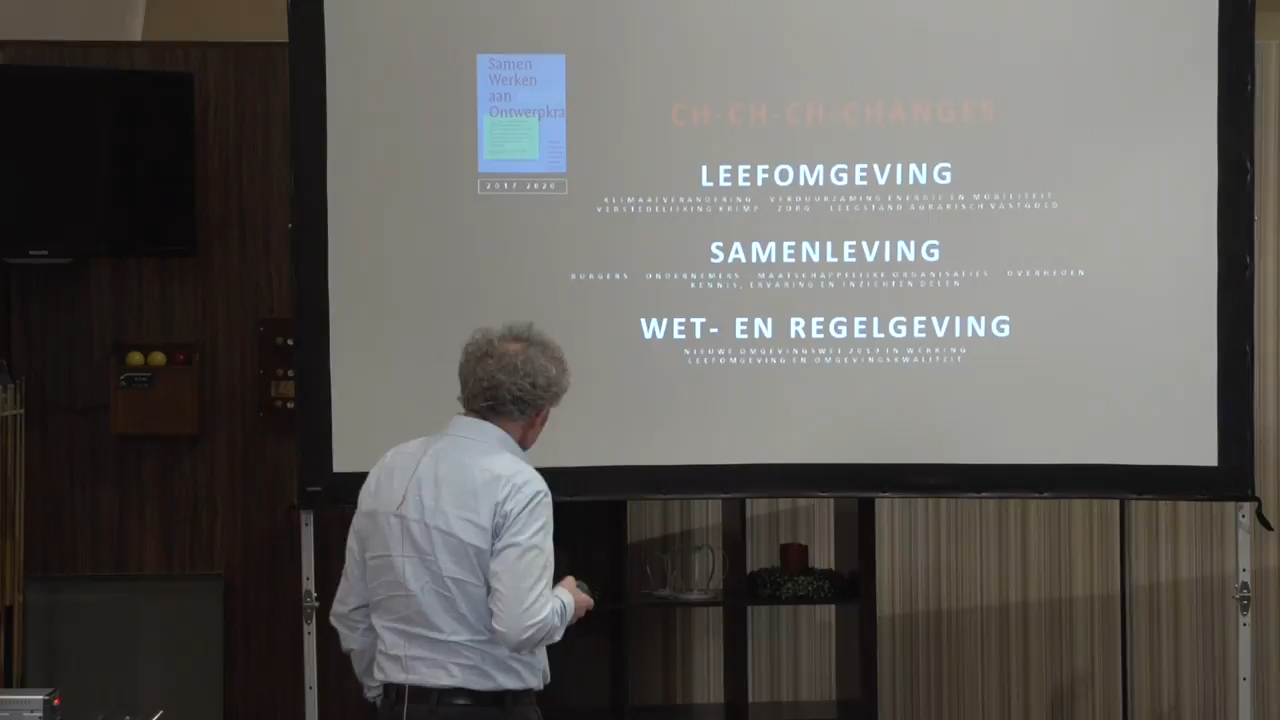 Samen
Werken
aan
Ontwerpkra
2017-2020
CH-CH-CH-CHANGES
LEEFOMGEVING
KLIMAATVERANDERING VERDUURZAMING ENERGIE EN MOBILITEIT
VERSTEDELIJKING KRIMP ZORG LEEGSTAND AGRARISCH VASTGOED
SAMENLEVING
BURGERS ONDERNEMERS MAATSCHAPPELIJKE ORGANISATIES OVERHEDEN
KENNIS, ERVARING EN INZICHTEN DELEN
WET- EN REGELGEVING
NIEUWE OMGEVINGSWET 2019 IN WERKING
LEEFOMGEVING EN OMGEVINGSKWALITEIT